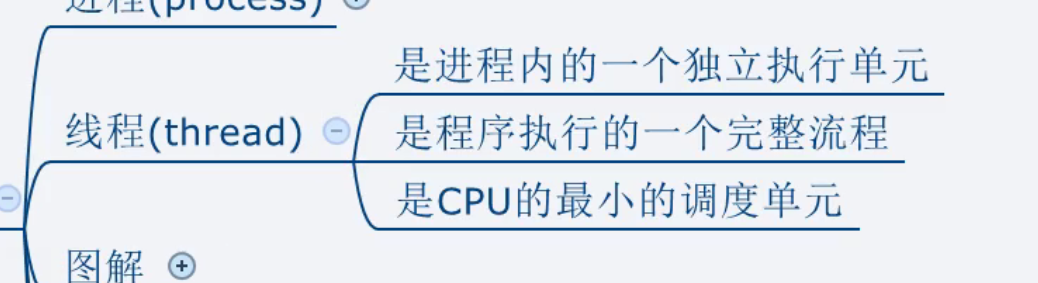 进程(process)
是进程内的一个独立执行单元
线程(thread)
是程序执行的一个完整流程
是CPU的最小的调度单元
图解